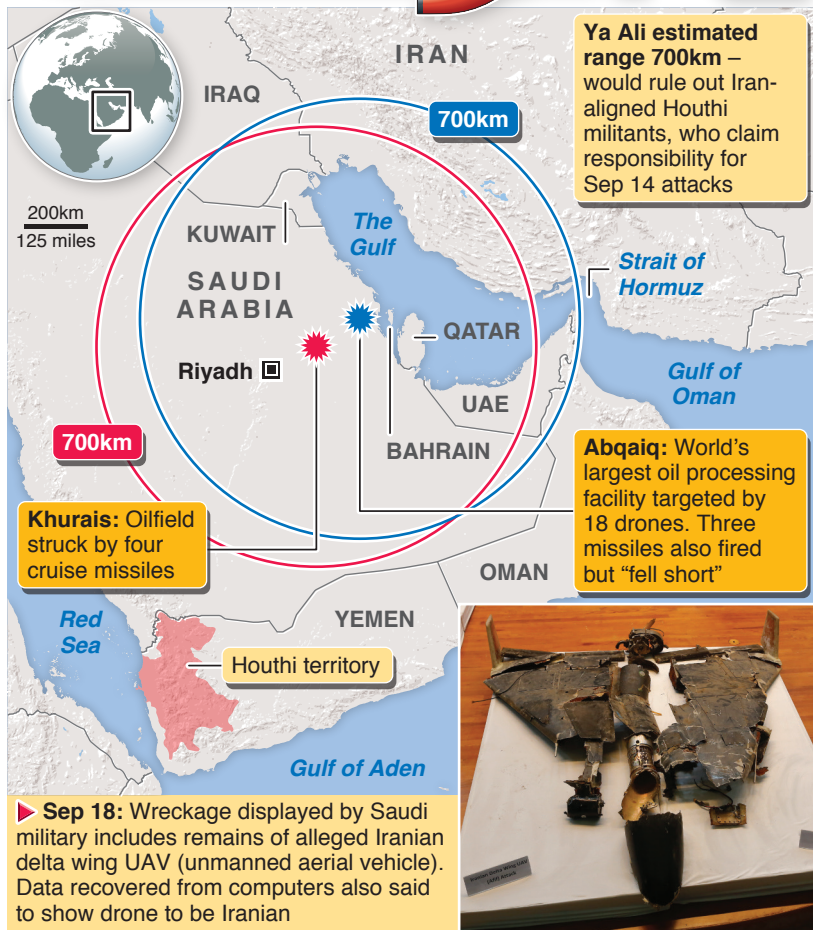 IRAN
IRAQ
700km
Ya Ali estimated
range 700km –
would rule out Iran-
aligned Houthi
militants, who claim
responsibility for
Sep 14 attacks
200km
125 miles
KUWAIT
The
Gulf
Strait of
Hormuz
SAUDI
ARABIA
QATAR
Riyadh
Gulf of
Oman
UAE
700km
BAHRAIN
Abqaiq: World’s
largest oil processing
facility targeted by
18 drones. Three
missiles also fired
but “fell short”
Khurais: Oilfield
struck by four
cruise missiles
OMAN
Red
Sea
YEMEN
Houthi territory
Gulf of Aden
Sep 18: Wreckage displayed by Saudi
military includes remains of alleged Iranian
delta wing UAV (unmanned aerial vehicle).
Data recovered from computers also said
to show drone to be Iranian
Iranian Delta Wing UAV